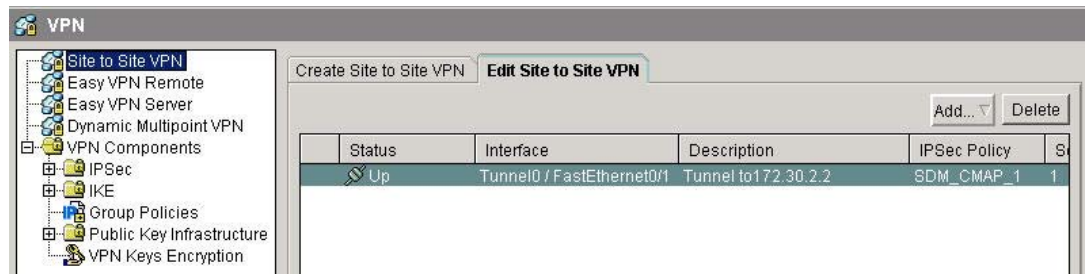 VPN
Site to Site VPN
Easy VPN Remote
Easy VPN Server
Dynamic Multipoint VPN
VPN Components
IPSec
IKE
Group Policies
Public Key Infrastructure
VPN Keys Encryption
Create Site to Site VPN Edit Site to Site VPN
Add... Delete
Status Interface Description IPSec Policy
Up Tunnel0 / FastEthernet0/1 Tunnel to172.30.2.2 SDM_CMAP_1 1